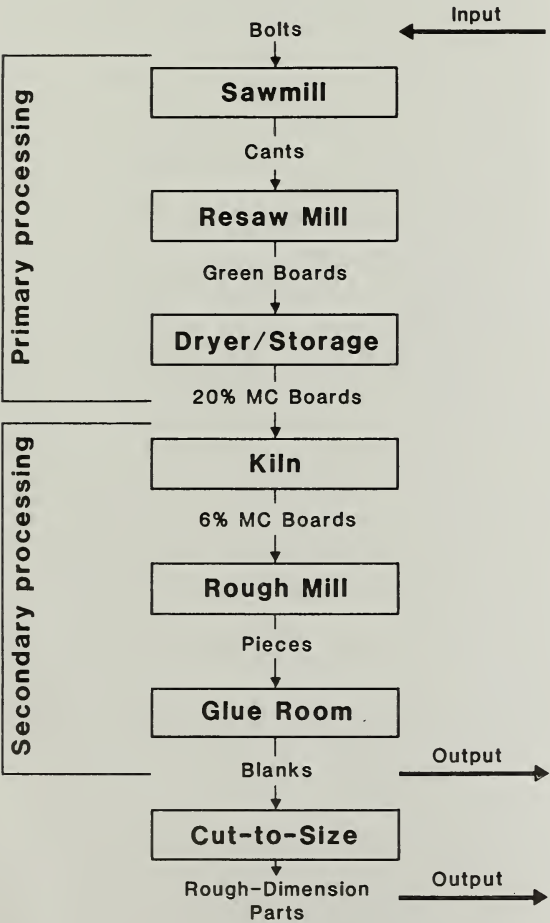 Input
Bolts
Sawmill
Cants
Resaw Mill
Green Boards
Dryer/Storage
20% MC Boards
Primary processing
Kiln
6% MC Boards
Rough Mill
Pieces
Glue Room
Blanks
Secondary processing
Output
Cut-to-Size
Rough-Dimension
Parts
Output